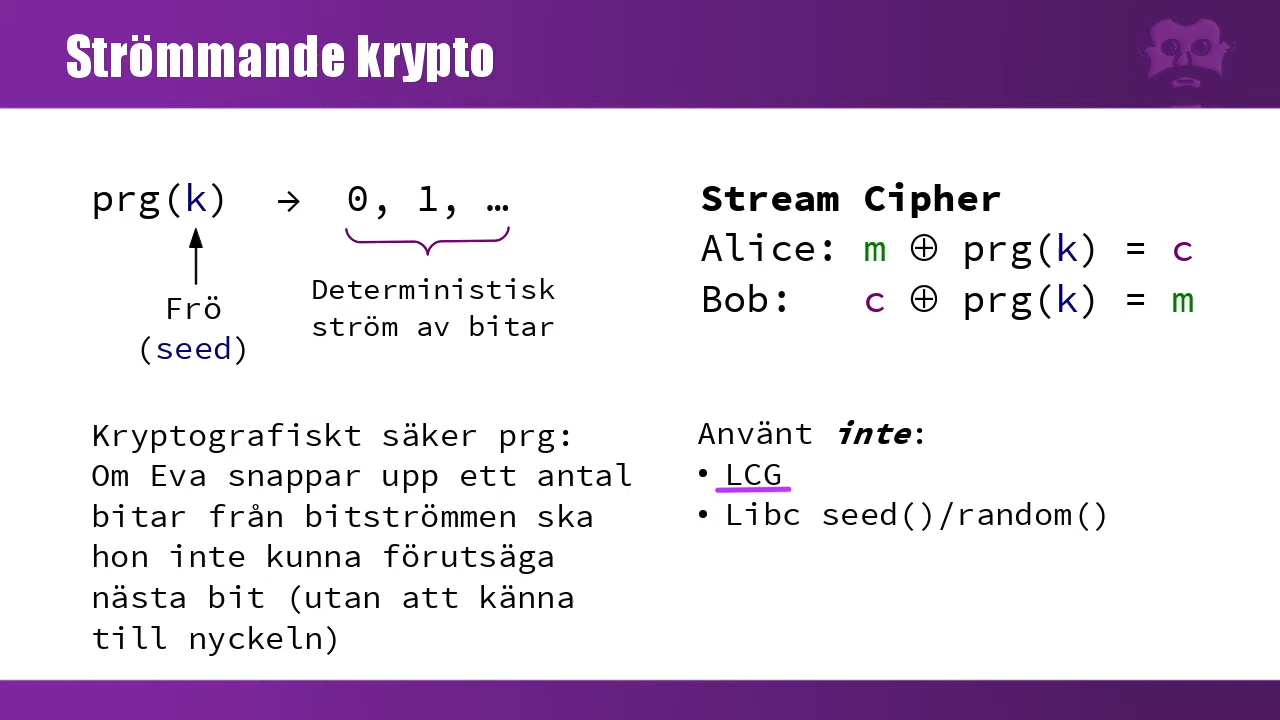 Strömmande krypto
prg(k) → 0, 1, …
Frö
(seed)
Deterministisk
ström av bitar
Stream Cipher
Alice: m ⊕ prg(k) = c
Bob: c ⊕ prg(k) = m
Kryptografiskt säker prg:
Om Eva snappar upp ett antal
bitar från bitströmmen ska
hon inte kunna förutsäga
nästa bit (utan att känna
till nyckeln)
Använt inte:
• LCG
• Libc seed()/random()